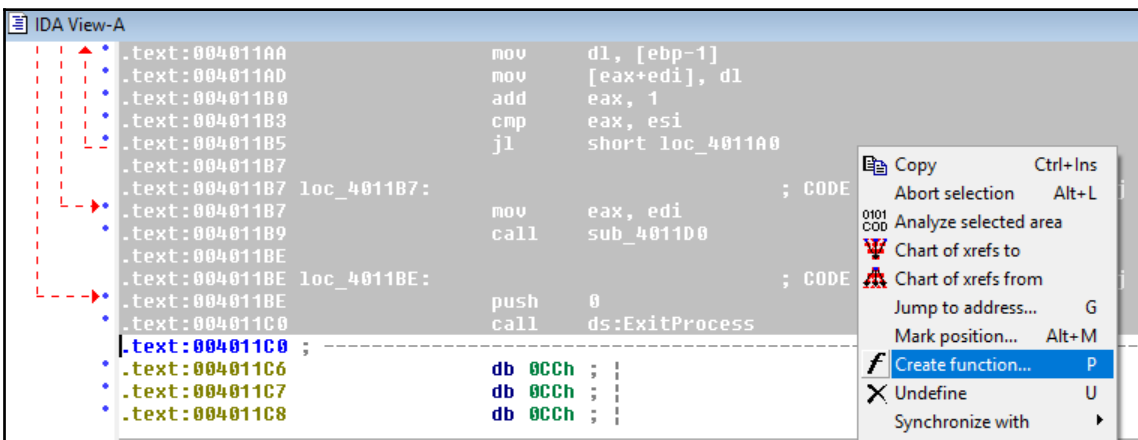 IDA View-A
.text:004011AA mov dl, [ebp-1]
.text:004011AD mov [eax+edi], dl
.text:004011B0 add eax, 1
.text:004011B3 cmp eax, esi
.text:004011B5 jl short loc_4011A0
.text:004011B7
.text:004011B7 loc_4011B7: ; CODE j
.text:004011B7 mov eax, edi
.text:004011B9 call sub_4011D0
.text:004011BE
.text:004011BE loc_4011BE: ; CODE j
.text:004011BE push 0
.text:004011C0 call ds:ExitProcess
.text:004011C0 ; ---------------------------------------------------------------------------
.text:004011C6 db 0CCh ; ¦
.text:004011C7 db 0CCh ; ¦
.text:004011C8 db 0CCh ; ¦
Copy Ctrl+Ins
Abort selection Alt+L
0101 COD Analyze selected area
Chart of xrefs to
Chart of xrefs from
Jump to address... G
Mark position... Alt+M
f Create function... P
Undefine U
Synchronize with